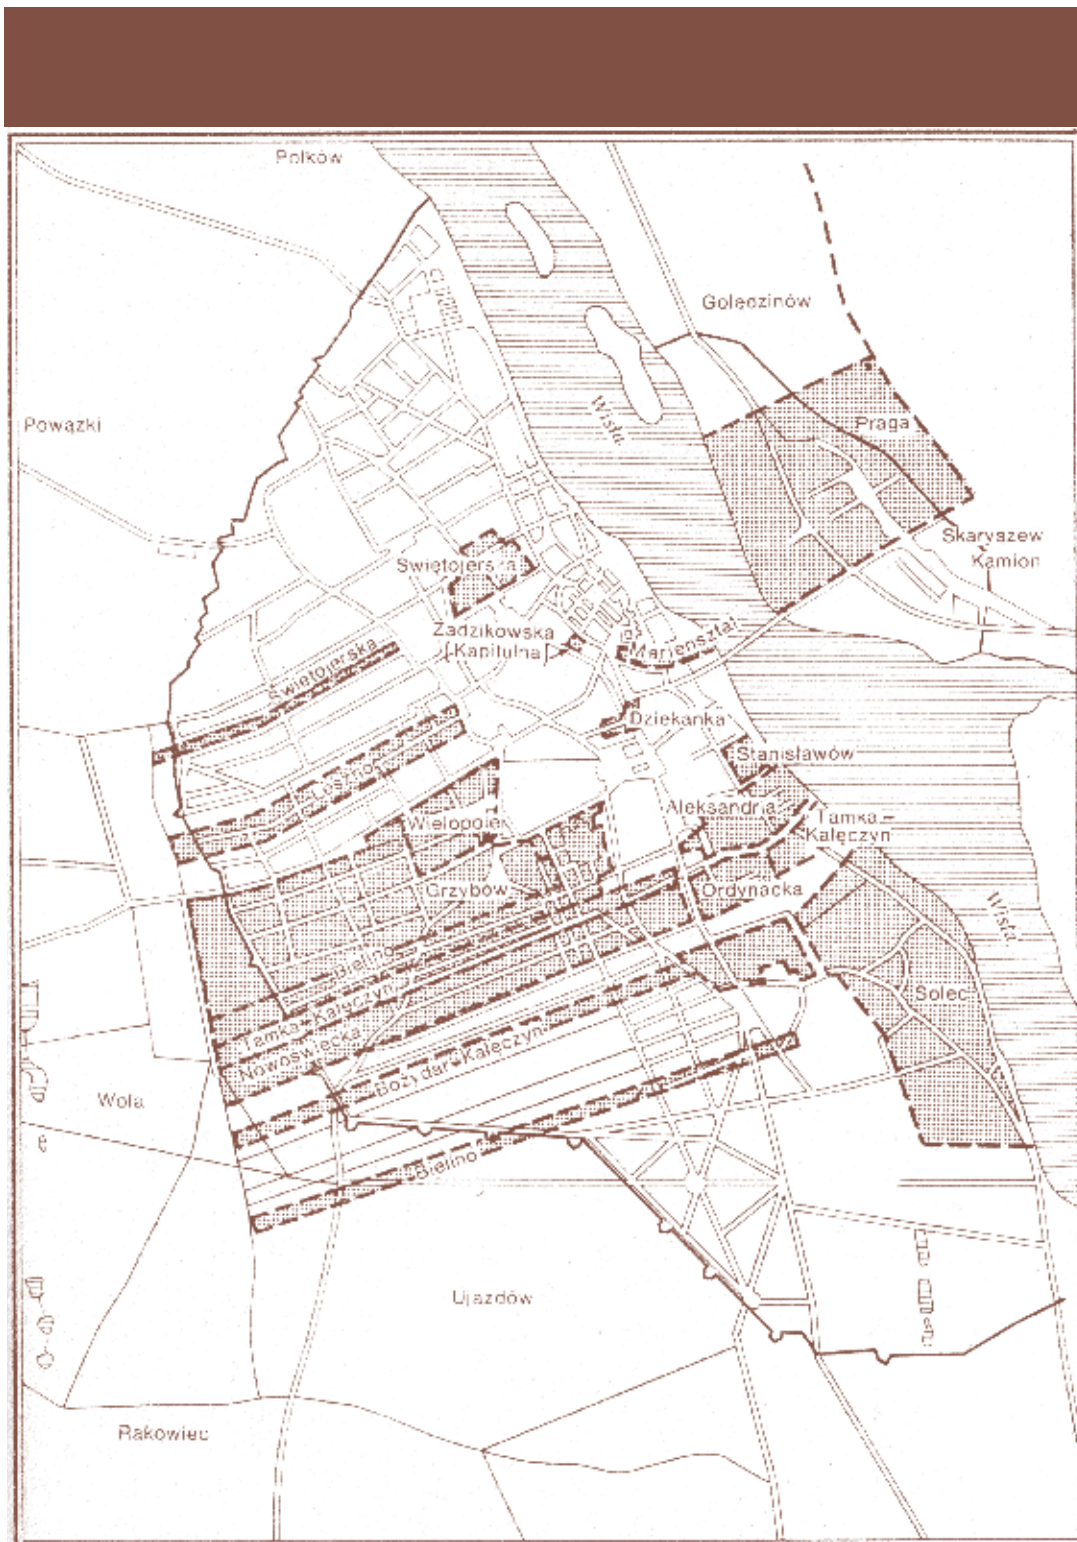 Polków
Golędzinów
Powązki
Wisła
Praga
Skaryszew
Kamion
Świętojerska
Zadzikowska
(Kapitulna)
Mariensztat
Świętojerska
Dziekanka
Stanisławów
Aleksandria
Tamka-
Kałęczyn
Wielopole
Grzybów
Ordynacka
Wisła
Bielino
Solec
Tamka-Kałęczyn
Nowoświecka
Bożydar-Kałęczyn
Wola
Bielino
Ujazdów
Rakowiec